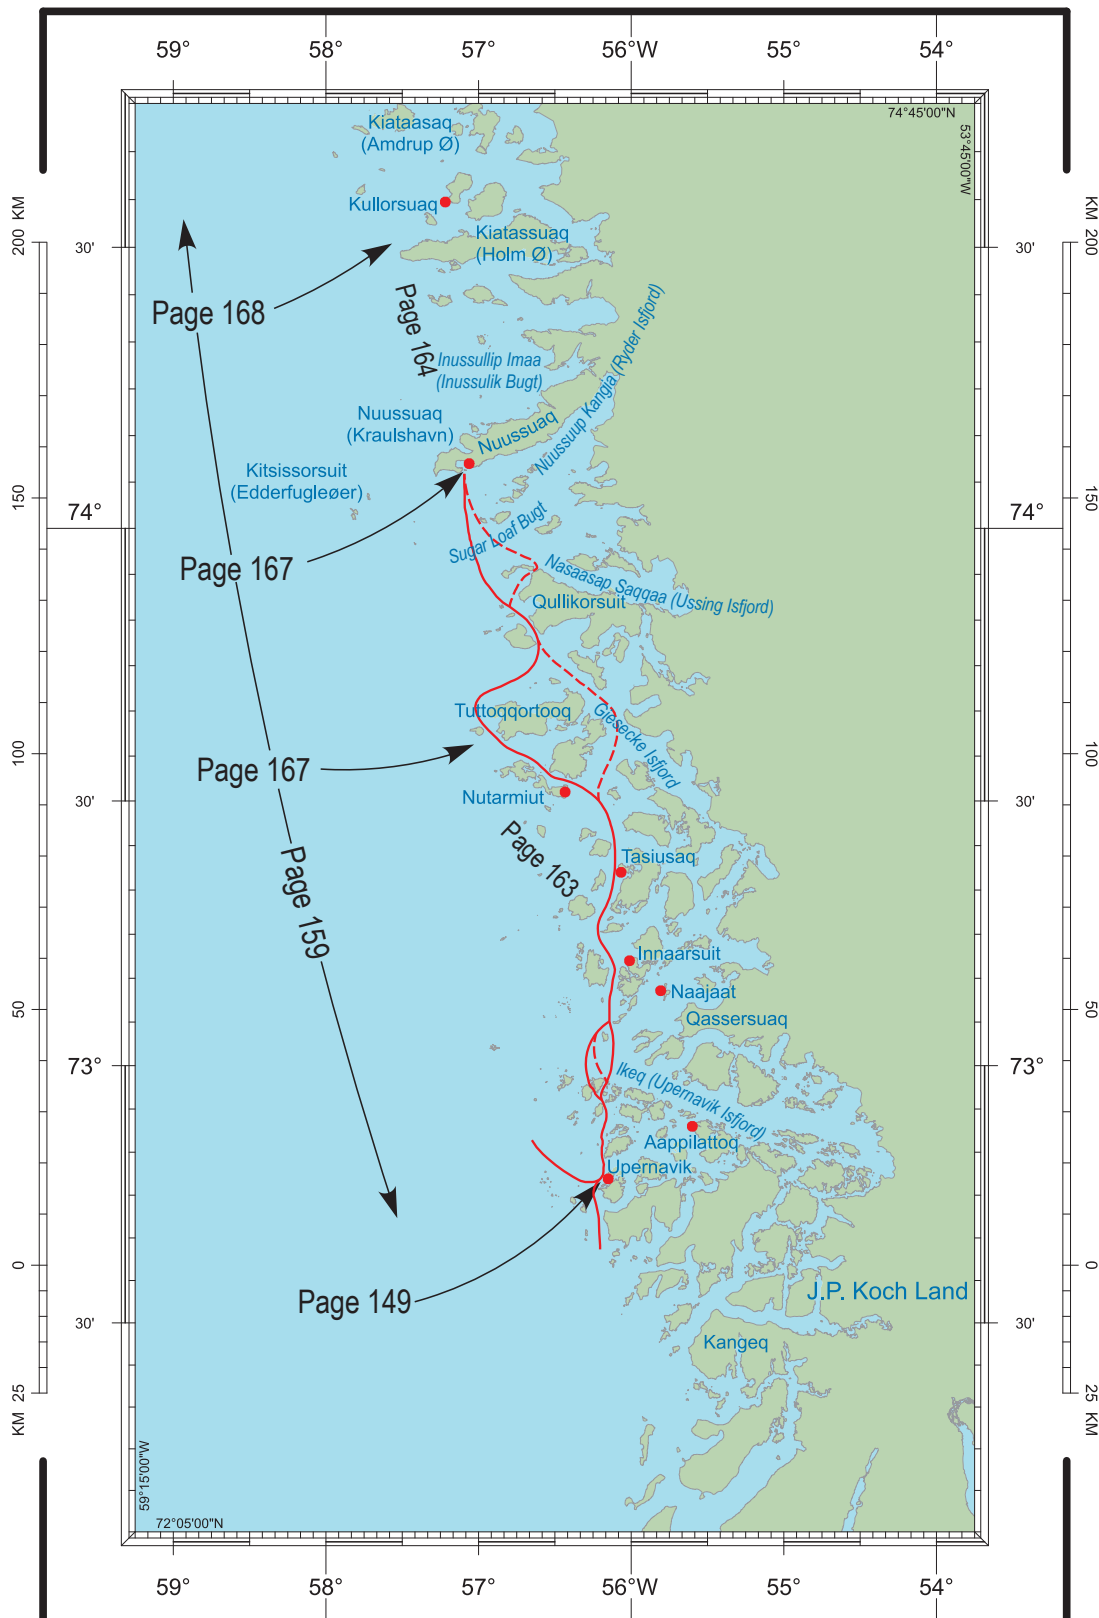 59°
58°
57°
56°W
55°
54°
74°45'00"N
53°45'00"W
Kiataasaq
(Amdrup Ø)
Kullorsuaq
KM
200
KM
200
Kiatassuaq
(Holm Ø)
30'
30'
Page 168
Page 164
Inussullip Imaa
(Inussulik Bugt)
Nuussuup Kangia (Ryder Isfjord)
Nuussuaq
(Kraulshavn)
Nuussuaq
Kitsissorsuit
(Edderfugleøer)
150
150
74°
74°
Sugar Loaf Bugt
Page 167
Nasaasap Saqqaa (Ussing Isfjord)
Qullikorsuit
Tuttoqqortooq
Giesecke Isfjord
100
100
Page 167
Nutarmiut
30'
30'
Page 163
Tasiusaq
Page 159
Innaarsuit
Naajaat
50
50
Qassersuaq
73°
73°
Ikeq (Upernavik Isfjord)
Aappilattoq
Upernavik
0
0
Page 149
J.P. Koch Land
30'
30'
Kangeq
25
KM
25
KM
59°15'00"W
72°05'00"N
59°
58°
57°
56°W
55°
54°